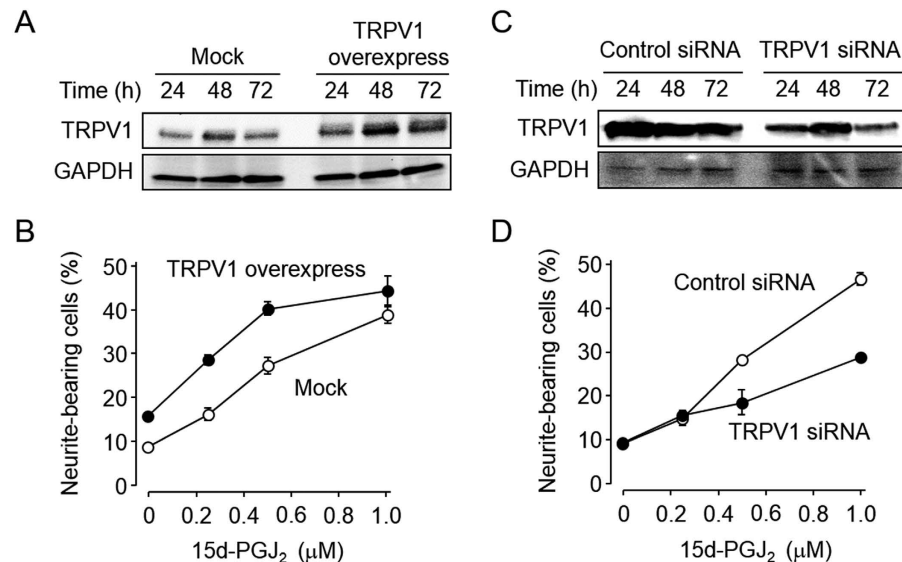 A
Mock
TRPV1
overexpress
Time (h) 24 48 72 24 48 72
TRPV1
GAPDH
B
Neurite-bearing cells (%)
50
40
30
20
10
0
TRPV1 overexpress
Mock
0 0.2 0.4 0.6 0.8 1.0
15d-PGJ₂ (μM)
C
Control siRNA TRPV1 siRNA
Time (h) 24 48 72 24 48 72
TRPV1
GAPDH
D
Neurite-bearing cells (%)
50
40
30
20
10
0
Control siRNA
TRPV1 siRNA
0 0.2 0.4 0.6 0.8 1.0
15d-PGJ₂ (μM)